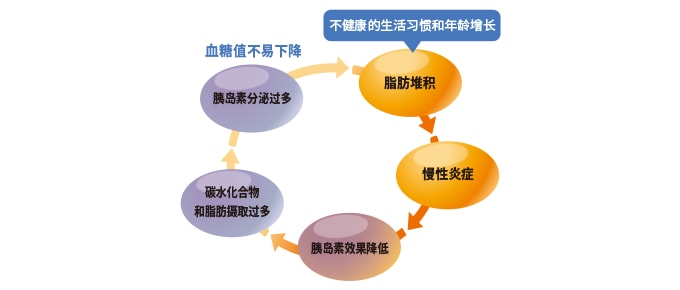 不健康的生活习惯和年龄增长
血糖值不易下降
脂肪堆积
胰岛素分泌过多
慢性炎症
碳水化合物
和脂肪摄取过多
胰岛素效果降低